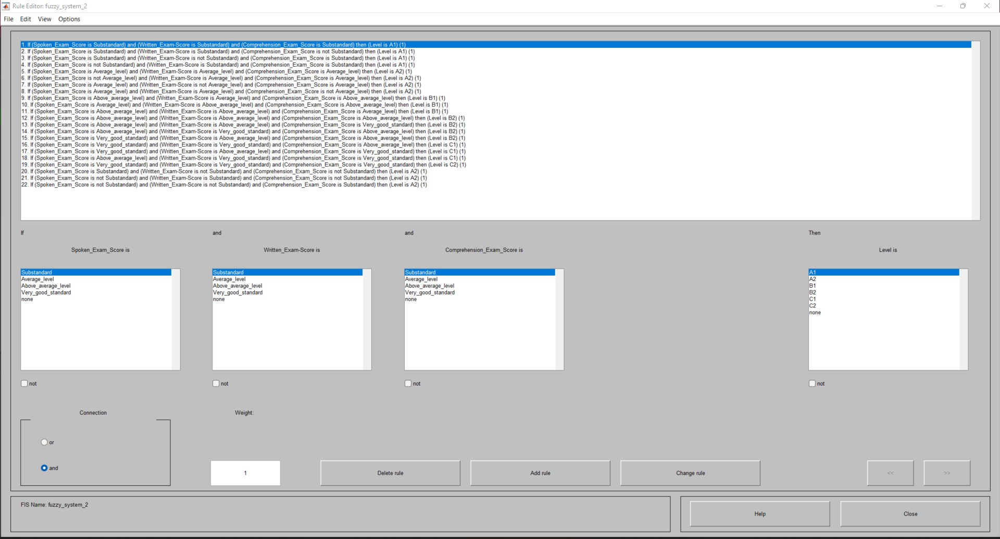 Rule Editor: fuzzy_system_2
File Edit View Options
1. If (Spoken_Exam_Score is Substandard) and (Written_Exam-Score is Substandard) and (Comprehension_Exam_Score is Substandard) then (Level is A1) (1)
2. If (Spoken_Exam_Score is Substandard) and (Written_Exam-Score is Substandard) and (Comprehension_Exam_Score is not Substandard) then (Level is A1) (1)
3. If (Spoken_Exam_Score is Substandard) and (Written_Exam-Score is not Substandard) and (Comprehension_Exam_Score is Substandard) then (Level is A1) (1)
4. If (Spoken_Exam_Score is not Substandard) and (Written_Exam-Score is Substandard) and (Comprehension_Exam_Score is Substandard) then (Level is A1) (1)
5. If (Spoken_Exam_Score is Average_level) and (Written_Exam-Score is Average_level) and (Comprehension_Exam_Score is Average_level) then (Level is A2) (1)
6. If (Spoken_Exam_Score is not Average_level) and (Written_Exam-Score is Average_level) and (Comprehension_Exam_Score is Average_level) then (Level is A2) (1)
7. If (Spoken_Exam_Score is Average_level) and (Written_Exam-Score is not Average_level) and (Comprehension_Exam_Score is Average_level) then (Level is A2) (1)
8. If (Spoken_Exam_Score is Average_level) and (Written_Exam-Score is Average_level) and (Comprehension_Exam_Score is not Average_level) then (Level is A2) (1)
9. If (Spoken_Exam_Score is Above_average_level) and (Written_Exam-Score is Average_level) and (Comprehension_Exam_Score is Above_average_level) then (Level is B1) (1)
10. If (Spoken_Exam_Score is Average_level) and (Written_Exam-Score is Above_average_level) and (Comprehension_Exam_Score is Above_average_level) then (Level is B1) (1)
11. If (Spoken_Exam_Score is Above_average_level) and (Written_Exam-Score is Above_average_level) and (Comprehension_Exam_Score is Average_level) then (Level is B1) (1)
12. If (Spoken_Exam_Score is Above_average_level) and (Written_Exam-Score is Above_average_level) and (Comprehension_Exam_Score is Above_average_level) then (Level is B2) (1)
13. If (Spoken_Exam_Score is Above_average_level) and (Written_Exam-Score is Above_average_level) and (Comprehension_Exam_Score is Very_good_standard) then (Level is B2) (1)
14. If (Spoken_Exam_Score is Above_average_level) and (Written_Exam-Score is Very_good_standard) and (Comprehension_Exam_Score is Above_average_level) then (Level is B2) (1)
15. If (Spoken_Exam_Score is Very_good_standard) and (Written_Exam-Score is Above_average_level) and (Comprehension_Exam_Score is Above_average_level) then (Level is B2) (1)
16. If (Spoken_Exam_Score is Very_good_standard) and (Written_Exam-Score is Very_good_standard) and (Comprehension_Exam_Score is Above_average_level) then (Level is C1) (1)
17. If (Spoken_Exam_Score is Very_good_standard) and (Written_Exam-Score is Above_average_level) and (Comprehension_Exam_Score is Very_good_standard) then (Level is C1) (1)
18. If (Spoken_Exam_Score is Above_average_level) and (Written_Exam-Score is Very_good_standard) and (Comprehension_Exam_Score is Very_good_standard) then (Level is C1) (1)
19. If (Spoken_Exam_Score is Very_good_standard) and (Written_Exam-Score is Very_good_standard) and (Comprehension_Exam_Score is Very_good_standard) then (Level is C2) (1)
20. If (Spoken_Exam_Score is Substandard) and (Written_Exam-Score is not Substandard) and (Comprehension_Exam_Score is not Substandard) then (Level is A2) (1)
21. If (Spoken_Exam_Score is not Substandard) and (Written_Exam-Score is Substandard) and (Comprehension_Exam_Score is not Substandard) then (Level is A2) (1)
22. If (Spoken_Exam_Score is not Substandard) and (Written_Exam-Score is not Substandard) and (Comprehension_Exam_Score is Substandard) then (Level is A2) (1)
If and and Then
Spoken_Exam_Score is Written_Exam-Score is Comprehension_Exam_Score is Level is
Substandard Substandard Substandard A1
Average_level Average_level Average_level A2
Above_average_level Above_average_level Above_average_level B1
Very_good_standard Very_good_standard Very_good_standard B2
none none none C1
C2
none
not not not not
Connection Weight:
or
and 1 Delete rule Add rule Change rule << >>
FIS Name: fuzzy_system_2
Help Close